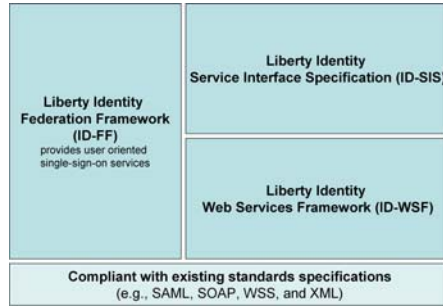 Liberty Identity
Federation Framework
(ID-FF)
provides user oriented
single-sign-on services
Liberty Identity
Service Interface Specification (ID-SIS)
Liberty Identity
Web Services Framework (ID-WSF)
Compliant with existing standards specifications
(e.g., SAML, SOAP, WSS, and XML)